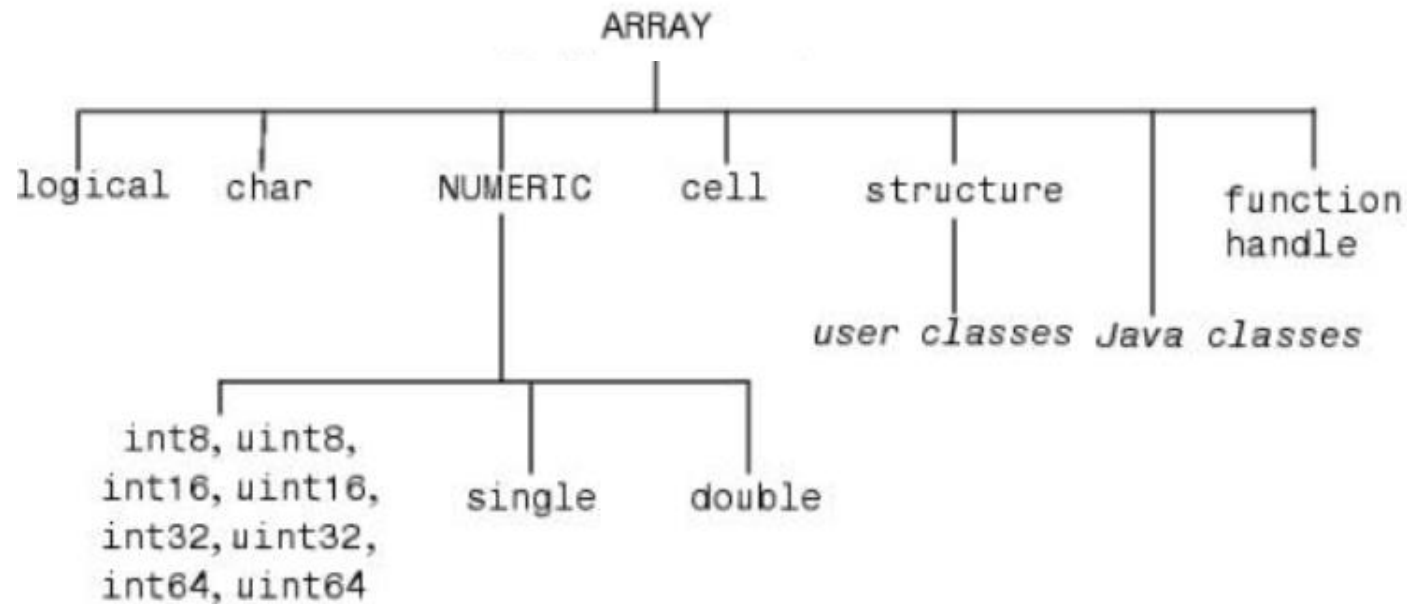 ARRAY
logical char NUMERIC cell structure function
handle
user classes Java classes
int8, uint8,
int16, uint16,
int32, uint32,
int64, uint64
single double